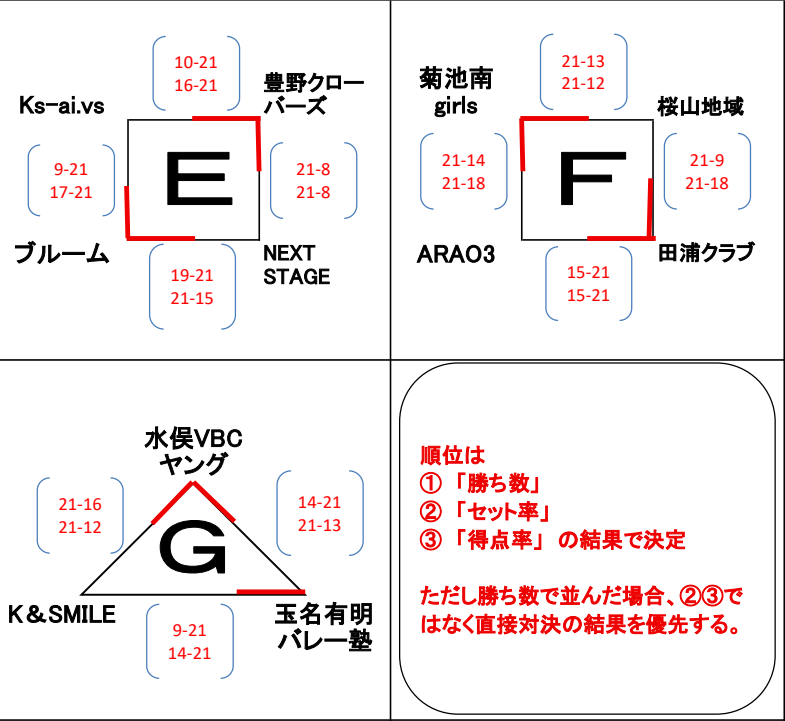 10-21
16-21
豊野クロー
バーズ
Ks-ai.vs
9-21
17-21
E
21-8
21-8
ブルーム
NEXT
STAGE
19-21
21-15
21-13
21-12
菊池南
girls
桜山地域
21-14
21-18
F
21-9
21-18
ARAO3
田浦クラブ
15-21
15-21
水俣VBC
ヤング
21-16
21-12
14-21
21-13
G
K&SMILE
玉名有明
バレー塾
9-21
14-21
順位は
① 「勝ち数」
② 「セット率」
③ 「得点率」 の結果で決定
ただし勝ち数で並んだ場合、②③で
はなく直接対決の結果を優先する。